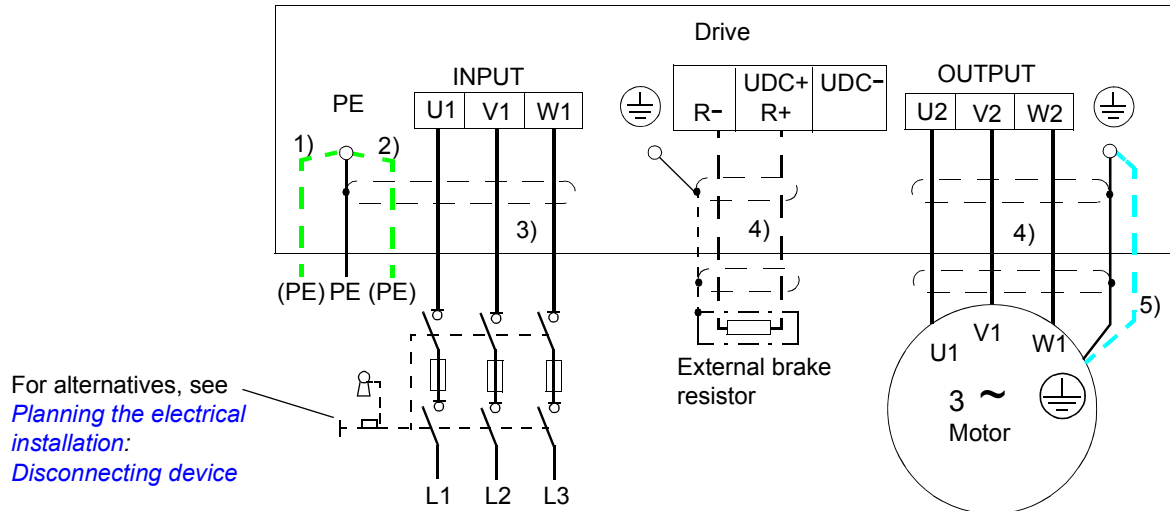 Drive
INPUT
OUTPUT
PE
U1 V1 W1
R− UDC+ R+ UDC−
U2 V2 W2
1) 2)
3)
4)
4)
5)
(PE) PE (PE)
External brake
resistor
U1 V1 W1
3 ~
Motor
For alternatives, see
Planning the electrical
installation:
Disconnecting device
L1 L2 L3